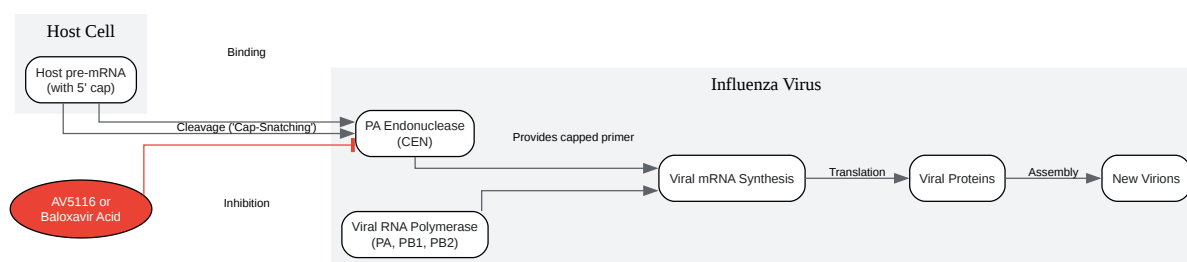 Host Cell
Host pre-mRNA
(with 5' cap)
Binding
Cleavage ('Cap-Snatching')
AV5116 or
Baloxavir Acid
Inhibition
Influenza Virus
PA Endonuclease
(CEN)
Provides capped primer
Viral RNA Polymerase
(PA, PB1, PB2)
Viral mRNA Synthesis
Translation
Viral Proteins
Assembly
New Virions